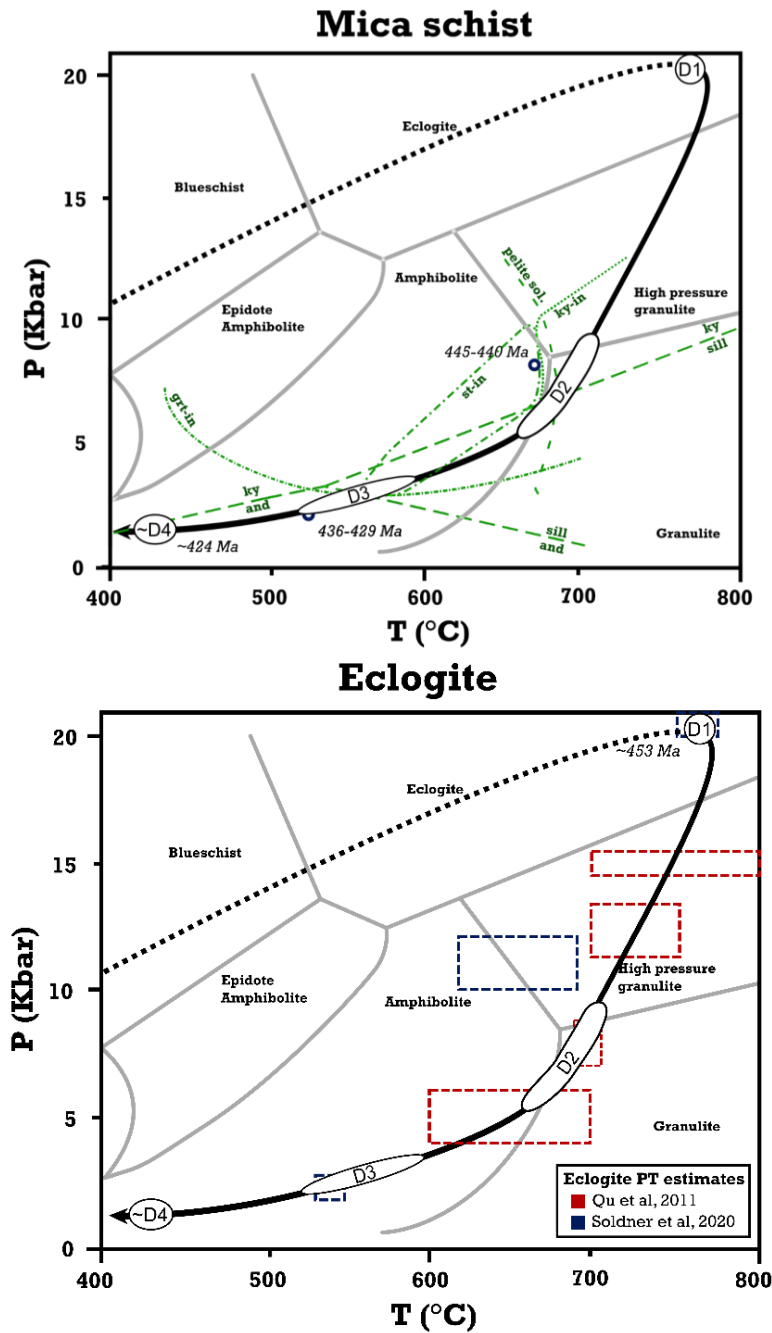 Mica schist
20
D1
Eclogite
Blueschist
15
pelite sol.
Amphibolite
ky-in
High pressure
granulite
Epidote
Amphibolite
10
P (Kbar)
ky
sill
445-440 Ma
st-in
D2
grt-in
5
ky
and
D3
~D4
~424 Ma
436-429 Ma
sill
and
Granulite
0
400
500
600
700
800
T (°C)
Eclogite
20
D1
~453 Ma
Eclogite
Blueschist
15
P (Kbar)
High pressure
granulite
Epidote
Amphibolite
Amphibolite
10
D2
5
Granulite
D3
~D4
Eclogite PT estimates
Qu et al, 2011
Soldner et al, 2020
0
400
500
600
700
800
T (°C)